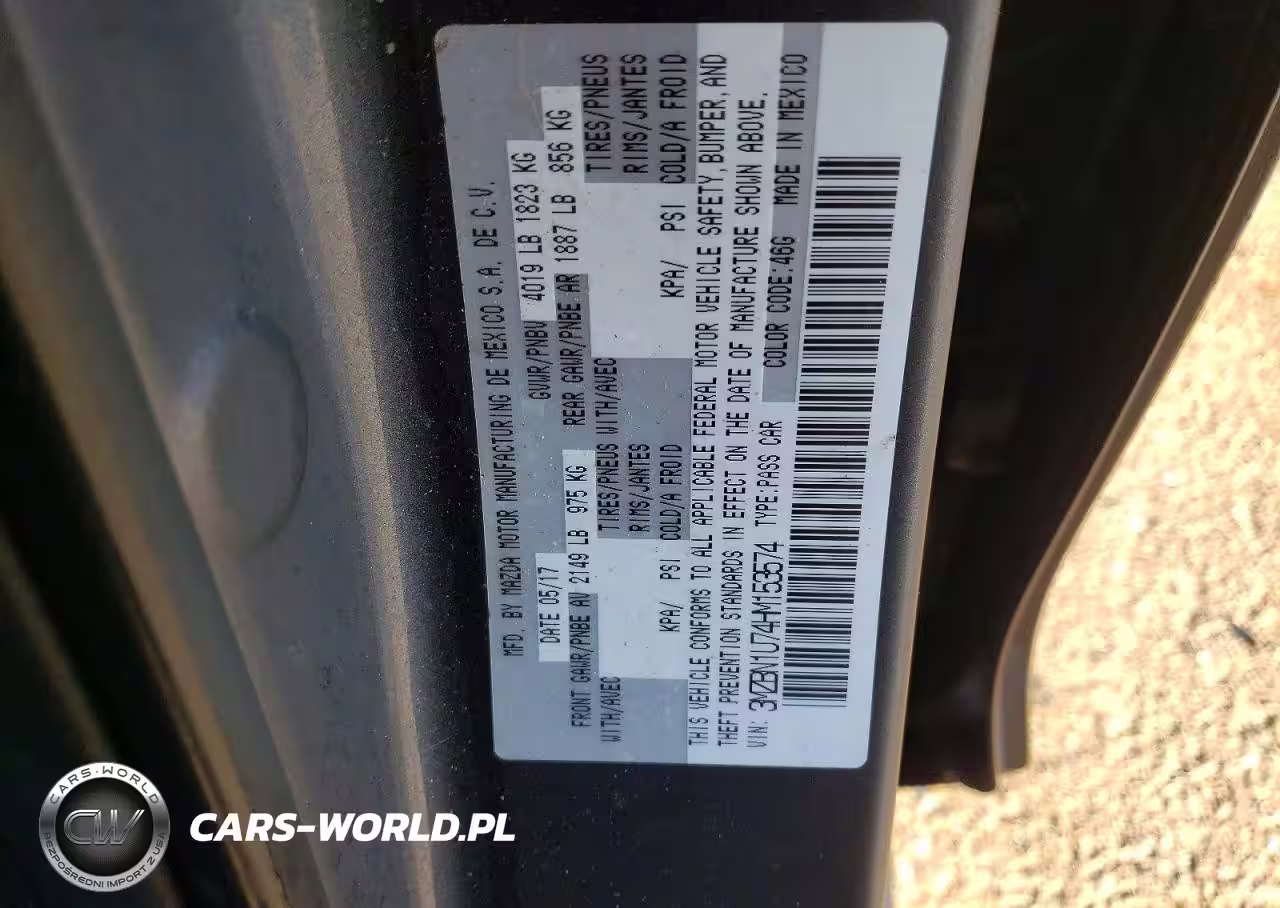 MFD. BY MAZDA MOTOR MANUFACTURING DE MEXICO S.A. DE C.V.
DATE 05/17 GVWR/PNBV 4019 LB 1823 KG
FRONT GAWR/PNBE AV 2149 LB 975 KG REAR GAWR/PNBE AR 1887 LB 856 KG
WITH/AVEC TIRES/PNEUS WITH/AVEC TIRES/PNEUS
RIMS/JANTES RIMS/JANTES
KPA/ PSI COLD/A FROID KPA/ PSI COLD/A FROID
THIS VEHICLE CONFORMS TO ALL APPLICABLE FEDERAL MOTOR VEHICLE SAFETY, BUMPER, AND
THEFT PREVENTION STANDARDS IN EFFECT ON THE DATE OF MANUFACTURE SHOWN ABOVE.
VIN: 3MZBN1U74HM153574 TYPE:PASS CAR COLOR CODE:46G MADE IN MEXICO
CARS-WORLD
CW
BEZPOŚREDNI IMPORT Z USA
CARS-WORLD.PL